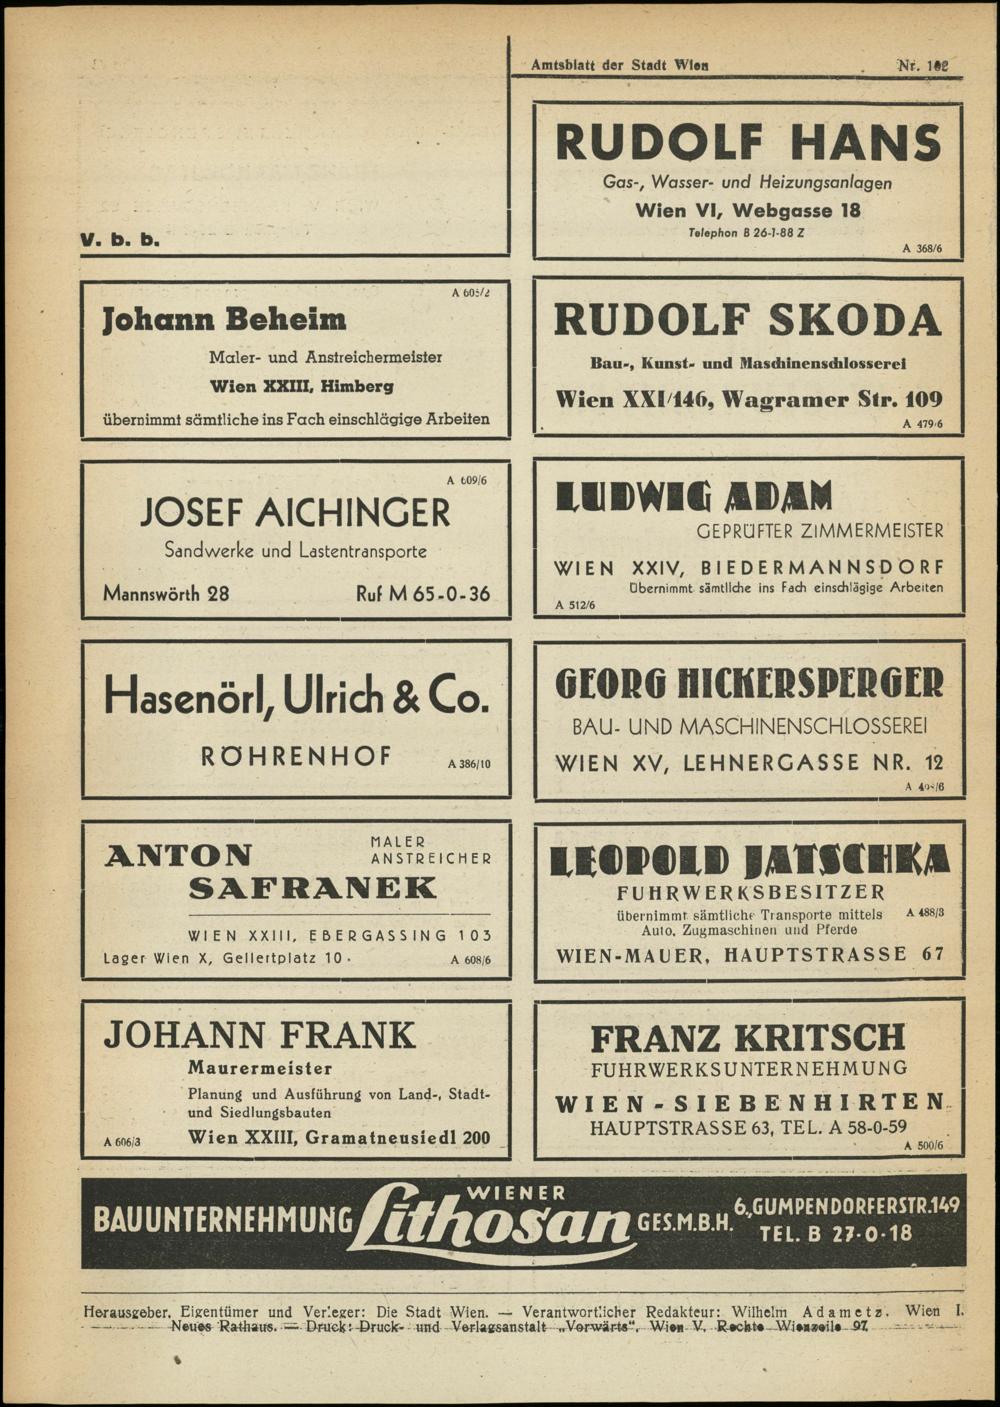 Amtsblatt der Stadt Wien Nr. 102
V. b. b.
RUDOLF HANS
Gas-, Wasser- und Heizungsanlagen
Wien VI, Webgasse 18
Telephon B 26-1-88 Z
A 368/6
A 605/2
Johann Beheim
Maler- und Anstreichermeister
Wien XXIII, Himberg
übernimmt sämtliche ins Fach einschlägige Arbeiten
RUDOLF SKODA
Bau-, Kunst- und Maschinenschlosserei
Wien XXI/146, Wagramer Str. 109
A 479/6
A 609/6
JOSEF AICHINGER
Sandwerke und Lastentransporte
Mannswörth 28 Ruf M 65-0-36
LUDWIG ADAM
GEPRÜFTER ZIMMERMEISTER
WIEN XXIV, BIEDERMANNSDORF
Übernimmt sämtliche ins Fach einschlägige Arbeiten
A 512/6
Hasenörl, Ulrich & Co.
RÖHRENHOF
A 386/10
GEORG HICKERSPERGER
BAU- UND MASCHINENSCHLOSSEREI
WIEN XV, LEHNERGASSE NR. 12
ANTON
SAFRANEK
MALER
ANSTREICHER
WIEN XXIII, EBERGASSING 103
Lager Wien X, Gellertplatz 10
A 608/6
LEOPOLD JATSCHKA
FUHRWERKSBESITZER
übernimmt sämtliche Transporte mittels
Auto, Zugmaschinen und Pferde
A 488/3
WIEN-MAUER, HAUPTSTRASSE 67
JOHANN FRANK
Maurermeister
Planung und Ausführung von Land-, Stadt-
und Siedlungsbauten
A 606/3 Wien XXIII, Gramatneusiedl 200
FRANZ KRITSCH
FUHRWERKSUNTERNEHMUNG
WIEN-SIEBENHIRTEN
HAUPTSTRASSE 63, TEL. A 58-0-59
A 500/6
BAUUNTERNEHMUNG WIENER Lithosan GES.M.B.H. 6., GUMPENDORFERSTR. 149
TEL. B 27-0-18
Herausgeber, Eigentümer und Verleger: Die Stadt Wien. — Verantwortlicher Redakteur: Wilhelm Adametz, Wien I.
Neues Rathaus. — Druck: Druck- und Verlagsanstalt „Vorwärts“, Wien V, Rechte Wienzeile 97.